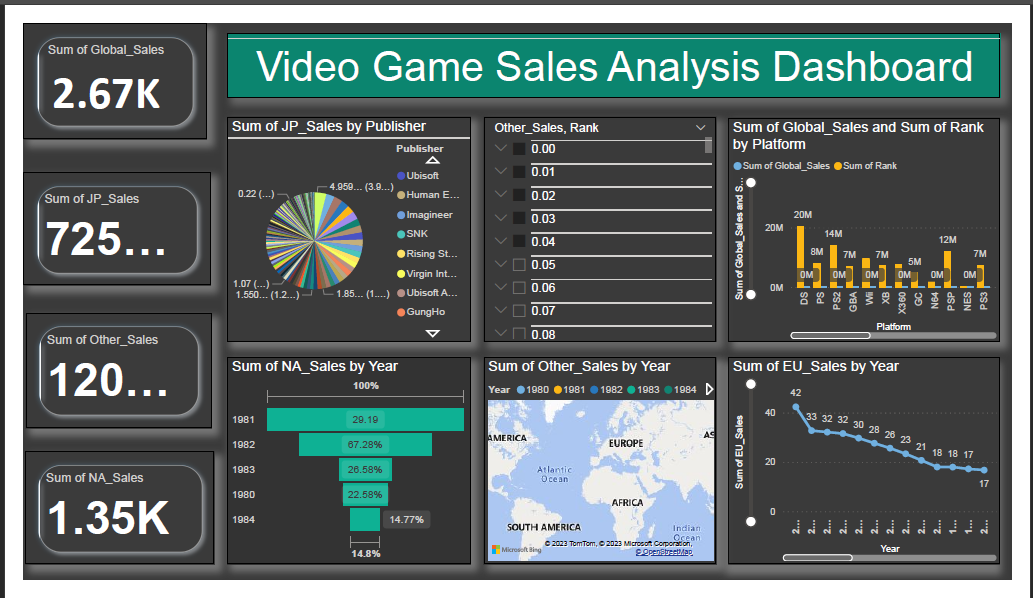 Sum of Global_Sales
2.67K
Sum of JP_Sales
725...
Sum of Other_Sales
120...
Sum of NA_Sales
1.35K
Video Game Sales Analysis Dashboard
Sum of JP_Sales by Publisher
Publisher
Ubisoft
Human E...
Imagineer
SNK
Rising St...
Virgin Int...
Ubisoft A...
GungHo
0.22 (...)
4.959... (3.9...)
1.07 (...)
1.550... (1.2...)
1.85... (1....)
Other_Sales, Rank
0.00
0.01
0.02
0.03
0.04
0.05
0.06
0.07
0.08
Sum of Global_Sales and Sum of Rank
by Platform
Sum of Global_Sales Sum of Rank
Sum of Global_Sales and S...
20M
0M
20M
8M
14M
7M
7M
5M
12M
7M
0M
0M
0M
0M
0M
0M
DS
PS
PS2
GBA
Wii
XB
X360
GC
N64
PSP
NES
PS3
Platform
Sum of NA_Sales by Year
100%
1981 29.19
1982 67.28%
1983 26.58%
1980 22.58%
1984 14.77%
14.8%
Sum of Other_Sales by Year
Year 1980 1981 1982 1983 1984
AMERICA
EUROPE
AS
Atlantic
Ocean
AFRICA
SOUTH AMERICA
Indian
Ocean
Microsoft Bing
© 2023 TomTom, © 2023 Microsoft Corporation,
© OpenStreetMap
Sum of EU_Sales by Year
Sum of EU_Sales
40
20
0
42
33
32
32
30
28
26
23
21
18
18
17
17
2...
2...
2...
2...
2...
2...
2...
2...
2...
2...
1...
1...
2...
Year